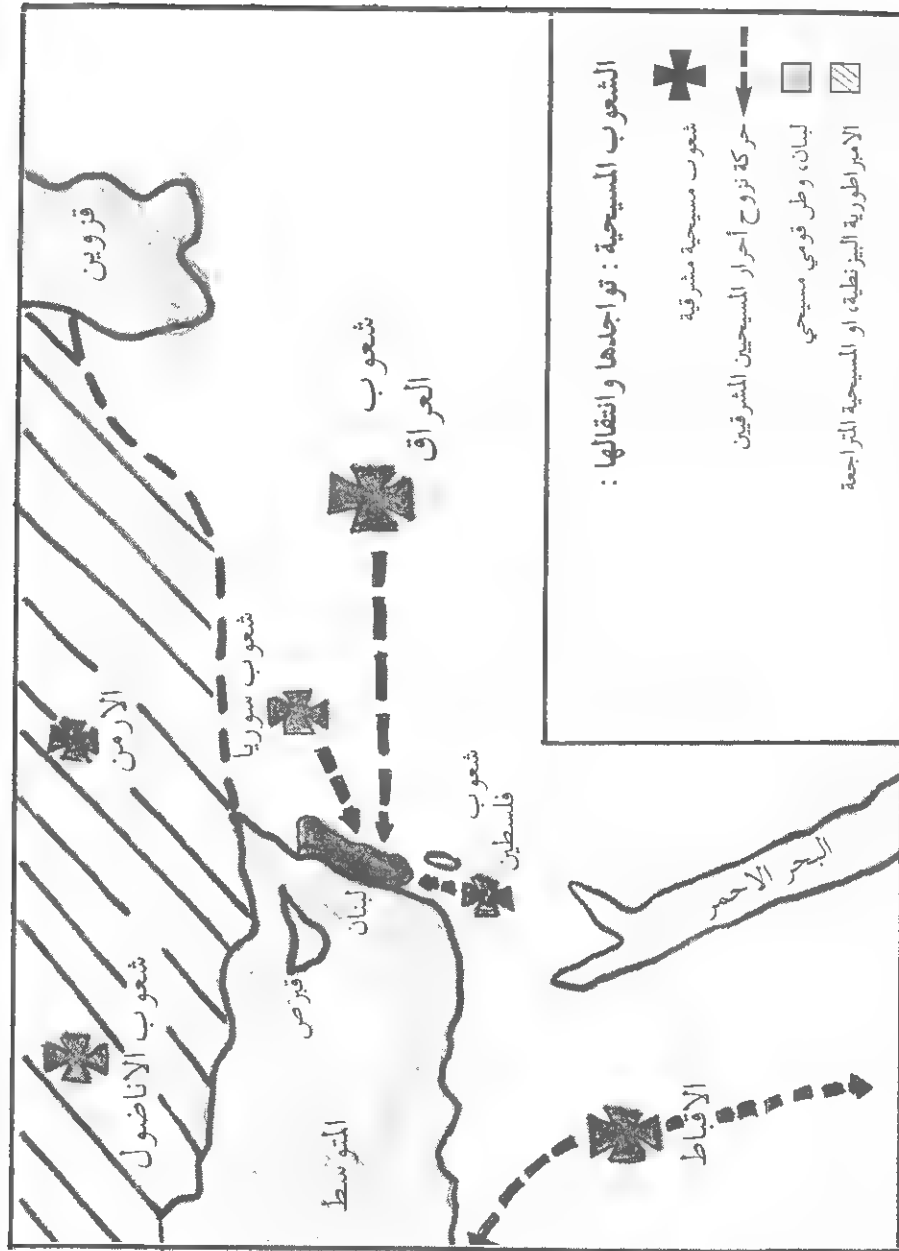 الشعوب المسيحية : تواجدها وانتقالها :
شعوب مسيحية مشرقية
حركة نزوح أحرار المسيحيين المشرقيين
لبنان، وطن قومي مسيحي
الامبراطورية البيزنطية، او المسيحية المتراجعة
قزوين
شعوب
العراق
الارمن
شعوب سوريا
شعوب الاناضول
قبرص
لبنان
شعوب
فلسطين
المتوسط
الاقباط
البحر الاحمر